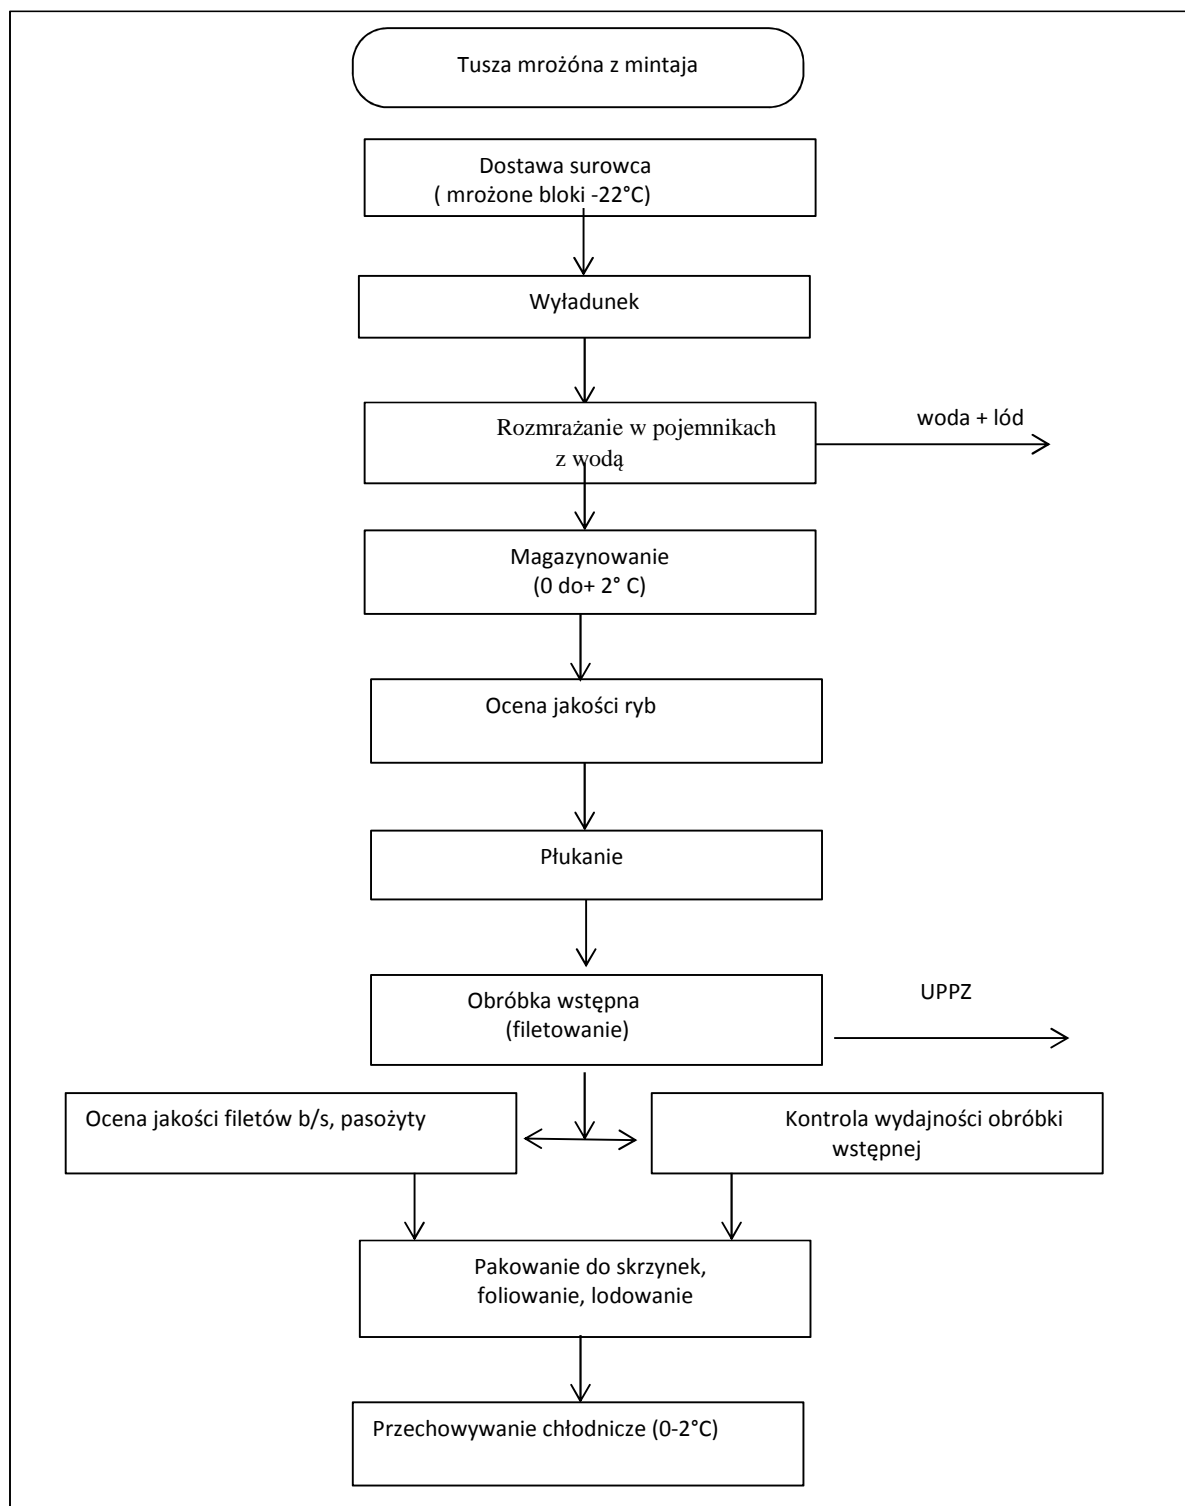 Tusza mrożóna z mintaja
Dostawa surowca
( mrożone bloki -22°C)
Wyładunek
Rozmrażanie w pojemnikach
z wodą
woda + lód
Magazynowanie
(0 do+ 2° C)
Ocena jakości ryb
Płukanie
Obróbka wstępna
(filetowanie)
UPPZ
Ocena jakości filetów b/s, pasożyty
Kontrola wydajności obróbki
wstępnej
Pakowanie do skrzynek,
foliowanie, lodowanie
Przechowywanie chłodnicze (0-2°C)